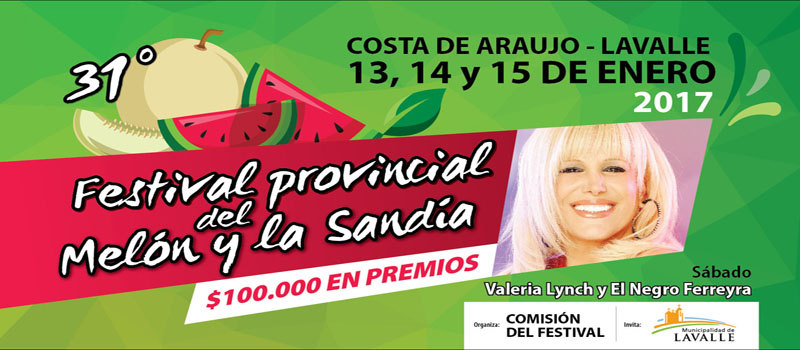 31°
COSTA DE ARAUJO - LAVALLE
13, 14 y 15 DE ENERO
2017
Festival provincial
del
Melón y la Sandía
$100.000 EN PREMIOS
Sábado
Valeria Lynch y El Negro Ferreyra
Organiza:
COMISIÓN
DEL FESTIVAL
Invita:
Municipalidad de
LAVALLE